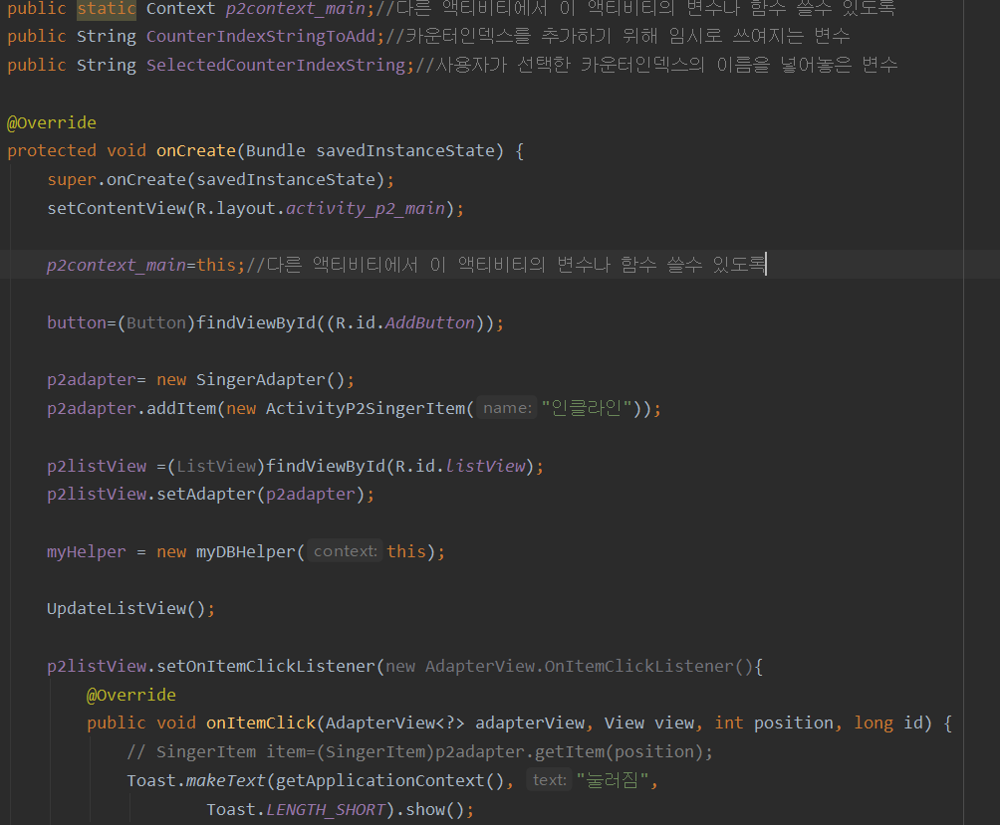 public static Context p2context_main;//다른 액티비티에서 이 액티비티의 변수나 함수 쓸수 있도록
public String CounterIndexStringToAdd;//카운터인덱스를 추가하기 위해 임시로 쓰여지는 변수
public String SelectedCounterIndexString;//사용자가 선택한 카운터인덱스의 이름을 넣어놓은 변수
@Override
protected void onCreate(Bundle savedInstanceState) {
super.onCreate(savedInstanceState);
setContentView(R.layout.activity_p2_main);
p2context_main=this;//다른 액티비티에서 이 액티비티의 변수나 함수 쓸수 있도록
button=(Button)findViewById((R.id.AddButton));
p2adapter= new SingerAdapter();
p2adapter.addItem(new ActivityP2SingerItem( name: "인클라인"));
p2listView =(ListView)findViewById(R.id.listView);
p2listView.setAdapter(p2adapter);
myHelper = new myDBHelper( context: this);
UpdateListView();
p2listView.setOnItemClickListener(new AdapterView.OnItemClickListener(){
@Override
public void onItemClick(AdapterView<?> adapterView, View view, int position, long id) {
// SingerItem item=(SingerItem)p2adapter.getItem(position);
Toast.makeText(getApplicationContext(), text: "눌러짐",
Toast.LENGTH_SHORT).show();